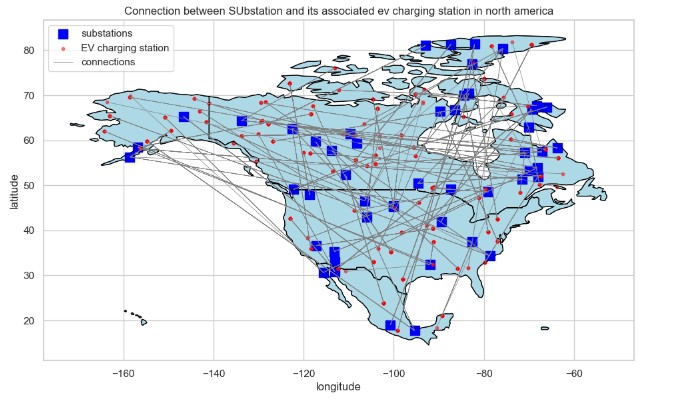 Connection between SUbstation and its associated ev charging station in north america
substations
EV charging station
connections
latitude
80
70
60
50
40
30
20
−160
−140
−120
−100
−80
−60
longitude